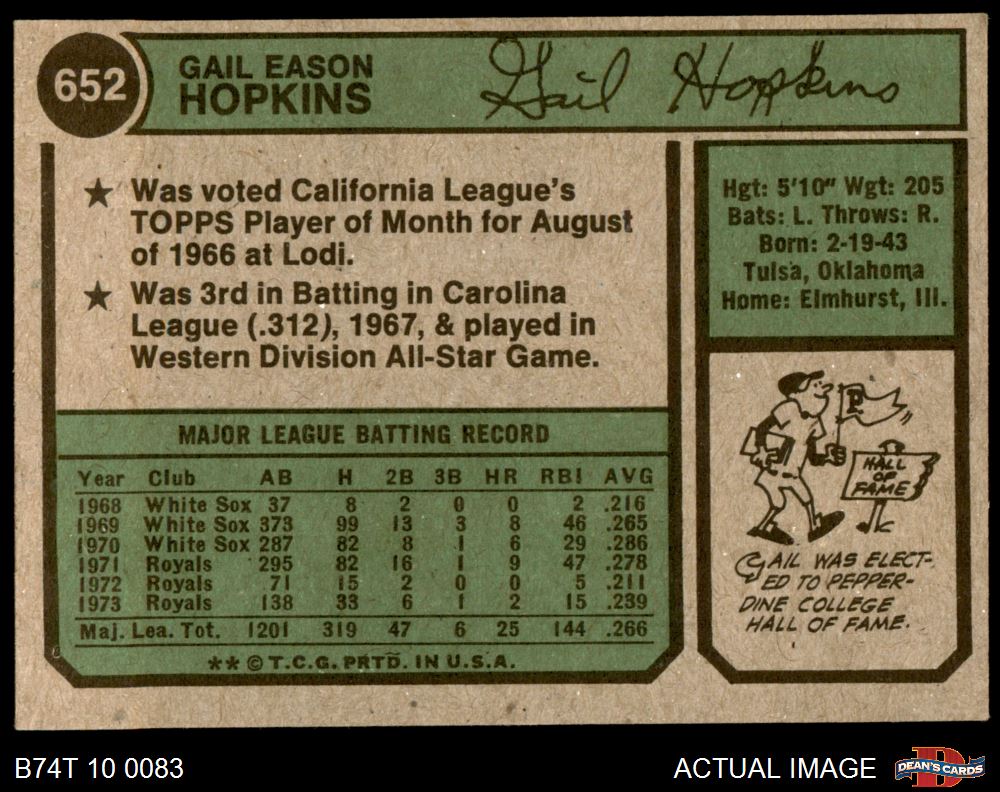 652
GAIL EASON
HOPKINS
Gail Hopkins
★ Was voted California League's
TOPPS Player of Month for August
of 1966 at Lodi.
★ Was 3rd in Batting in Carolina
League (.312), 1967, & played in
Western Division All-Star Game.
MAJOR LEAGUE BATTING RECORD
Year Club AB H 2B 3B HR RBI AVG
1968 White Sox 37 8 2 0 0 2 .216
1969 White Sox 373 99 13 3 8 46 .265
1970 White Sox 287 82 8 1 6 29 .286
1971 Royals 295 82 16 1 9 47 .278
1972 Royals 71 15 2 0 0 5 .211
1973 Royals 138 33 6 1 2 15 .239
Maj. Lea. Tot. 1201 319 47 6 25 144 .266
** © T.C.G. PRTD. IN U.S.A.
Hgt: 5'10" Wgt: 205
Bats: L. Throws: R.
Born: 2-19-43
Tulsa, Oklahoma
Home: Elmhurst, Ill.
P
HALL
OF
FAME
GAIL WAS ELECT-
ED TO PEPPER-
DINE COLLEGE
HALL OF FAME.
B74T 10 0083
ACTUAL IMAGE
DEAN'S CARDS